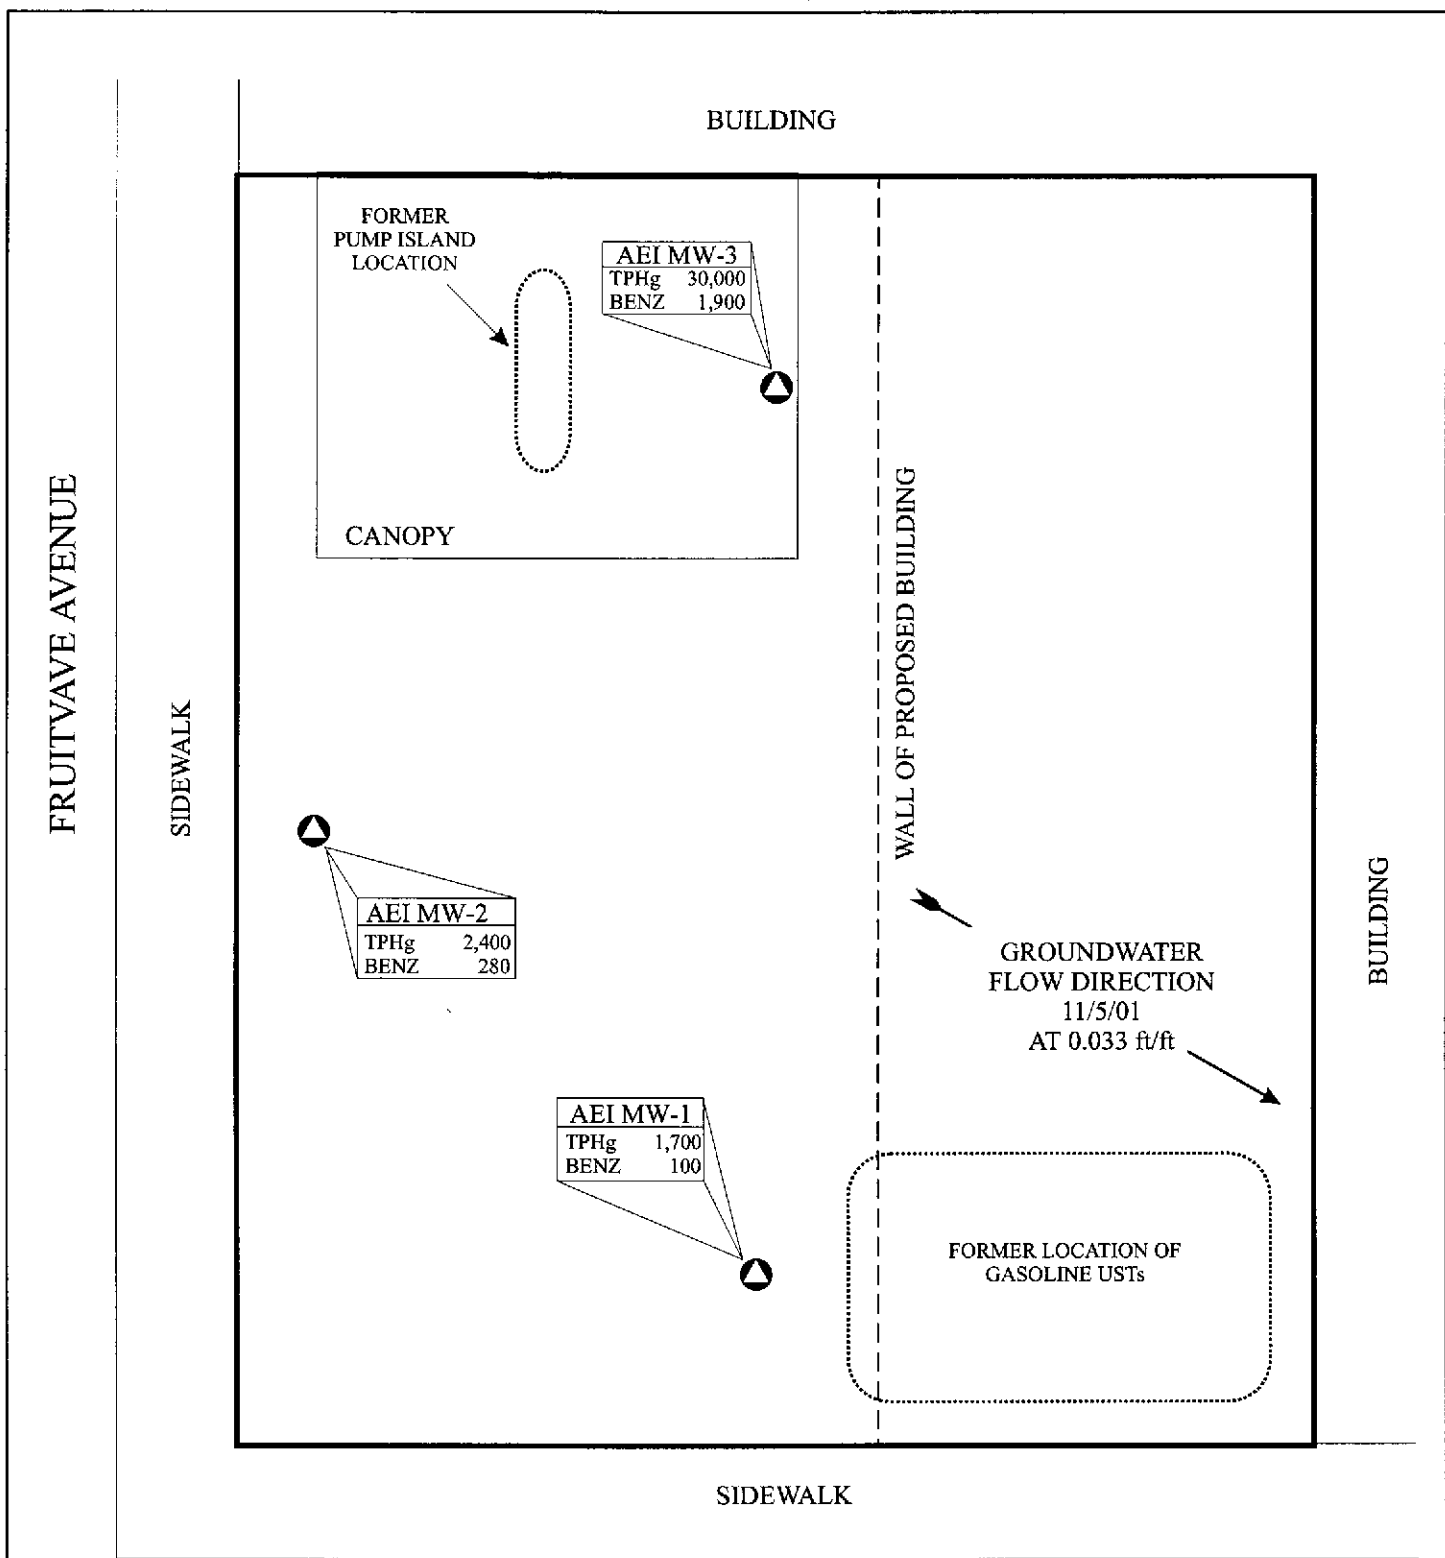 BUILDING
FORMER
PUMP ISLAND
LOCATION
AEI MW-3
TPHg 30,000
BENZ 1,900
CANOPY
FRUITVAVE AVENUE
SIDEWALK
WALL OF PROPOSED BUILDING
BUILDING
AEI MW-2
TPHg 2,400
BENZ 280
GROUNDWATER
FLOW DIRECTION
11/5/01
AT 0.033 ft/ft
AEI MW-1
TPHg 1,700
BENZ 100
FORMER LOCATION OF
GASOLINE USTs
SIDEWALK